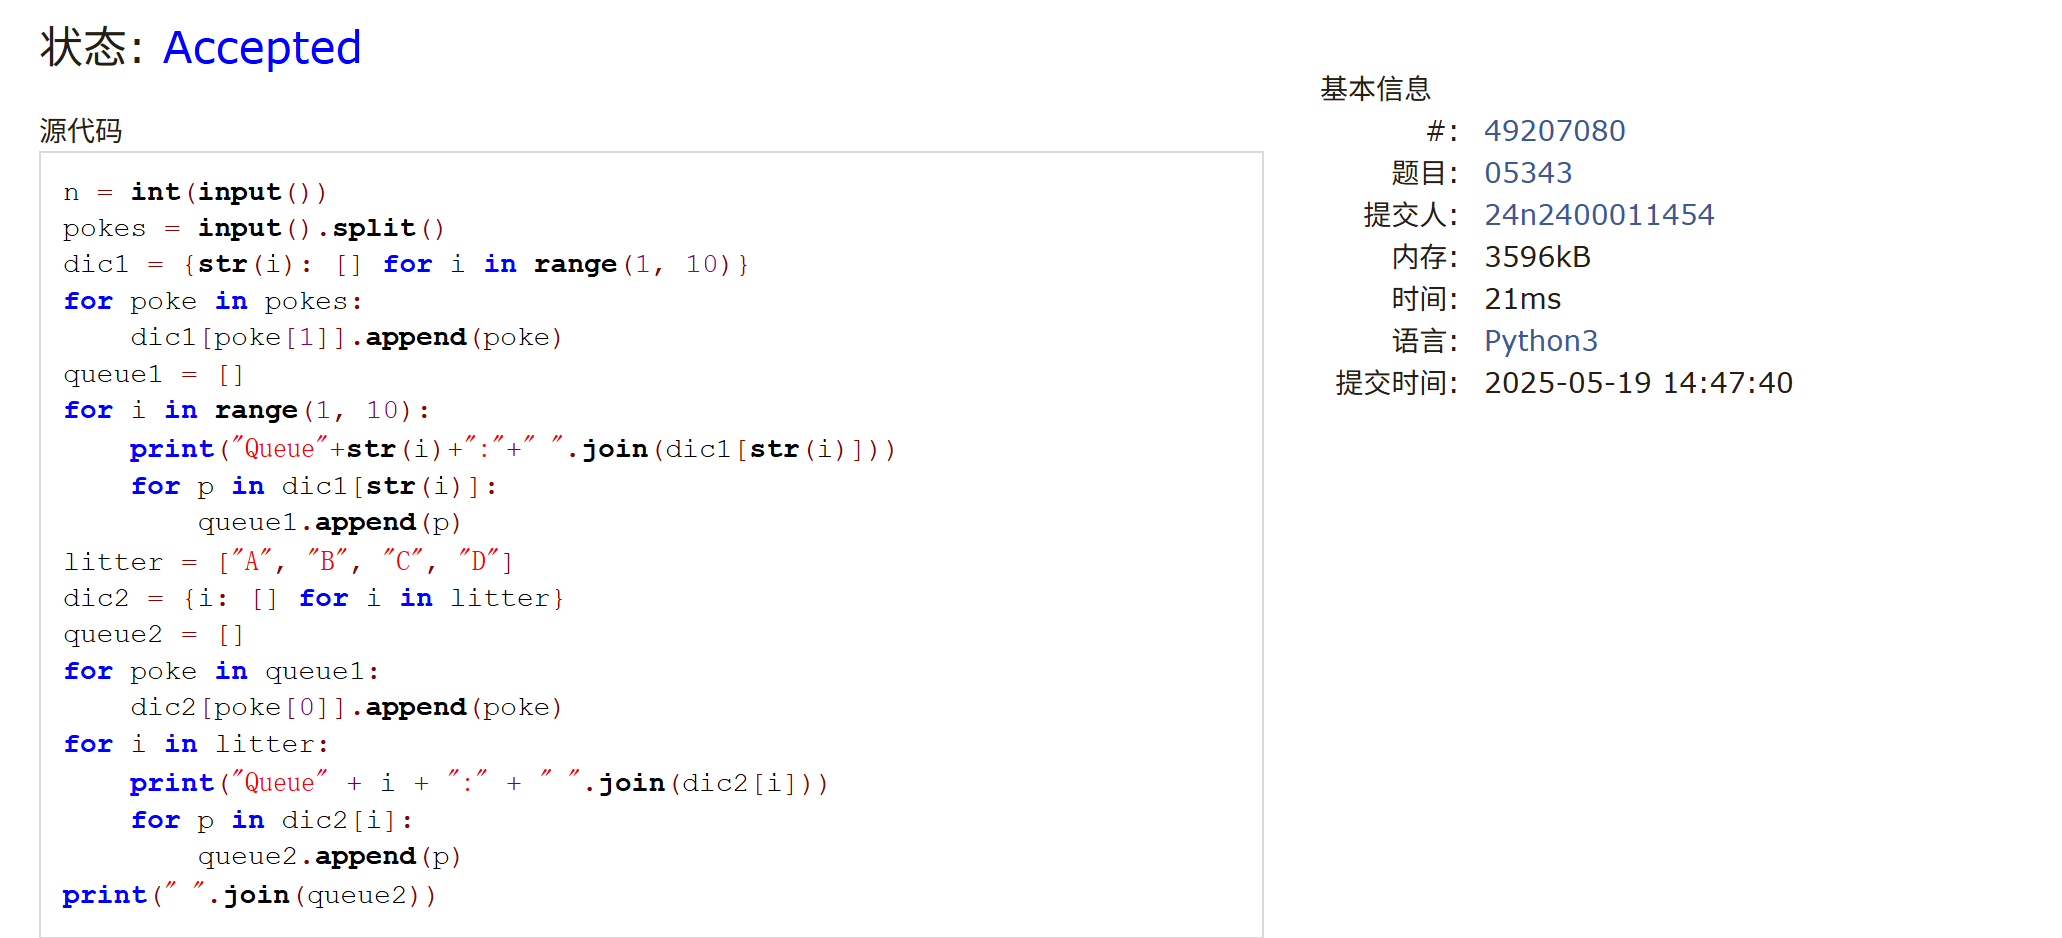 状态: Accepted
源代码
n = int(input())
pokes = input().split()
dic1 = {str(i): [] for i in range(1, 10)}
for poke in pokes:
    dic1[poke[1]].append(poke)
queue1 = []
for i in range(1, 10):
    print("Queue"+str(i)+":"+" ".join(dic1[str(i)]))
    for p in dic1[str(i)]:
        queue1.append(p)
litter = ["A", "B", "C", "D"]
dic2 = {i: [] for i in litter}
queue2 = []
for poke in queue1:
    dic2[poke[0]].append(poke)
for i in litter:
    print("Queue" + i + ":" + " ".join(dic2[i]))
    for p in dic2[i]:
        queue2.append(p)
print(" ".join(queue2))
基本信息
#: 49207080
题目: 05343
提交人: 24n2400011454
内存: 3596kB
时间: 21ms
语言: Python3
提交时间: 2025-05-19 14:47:40